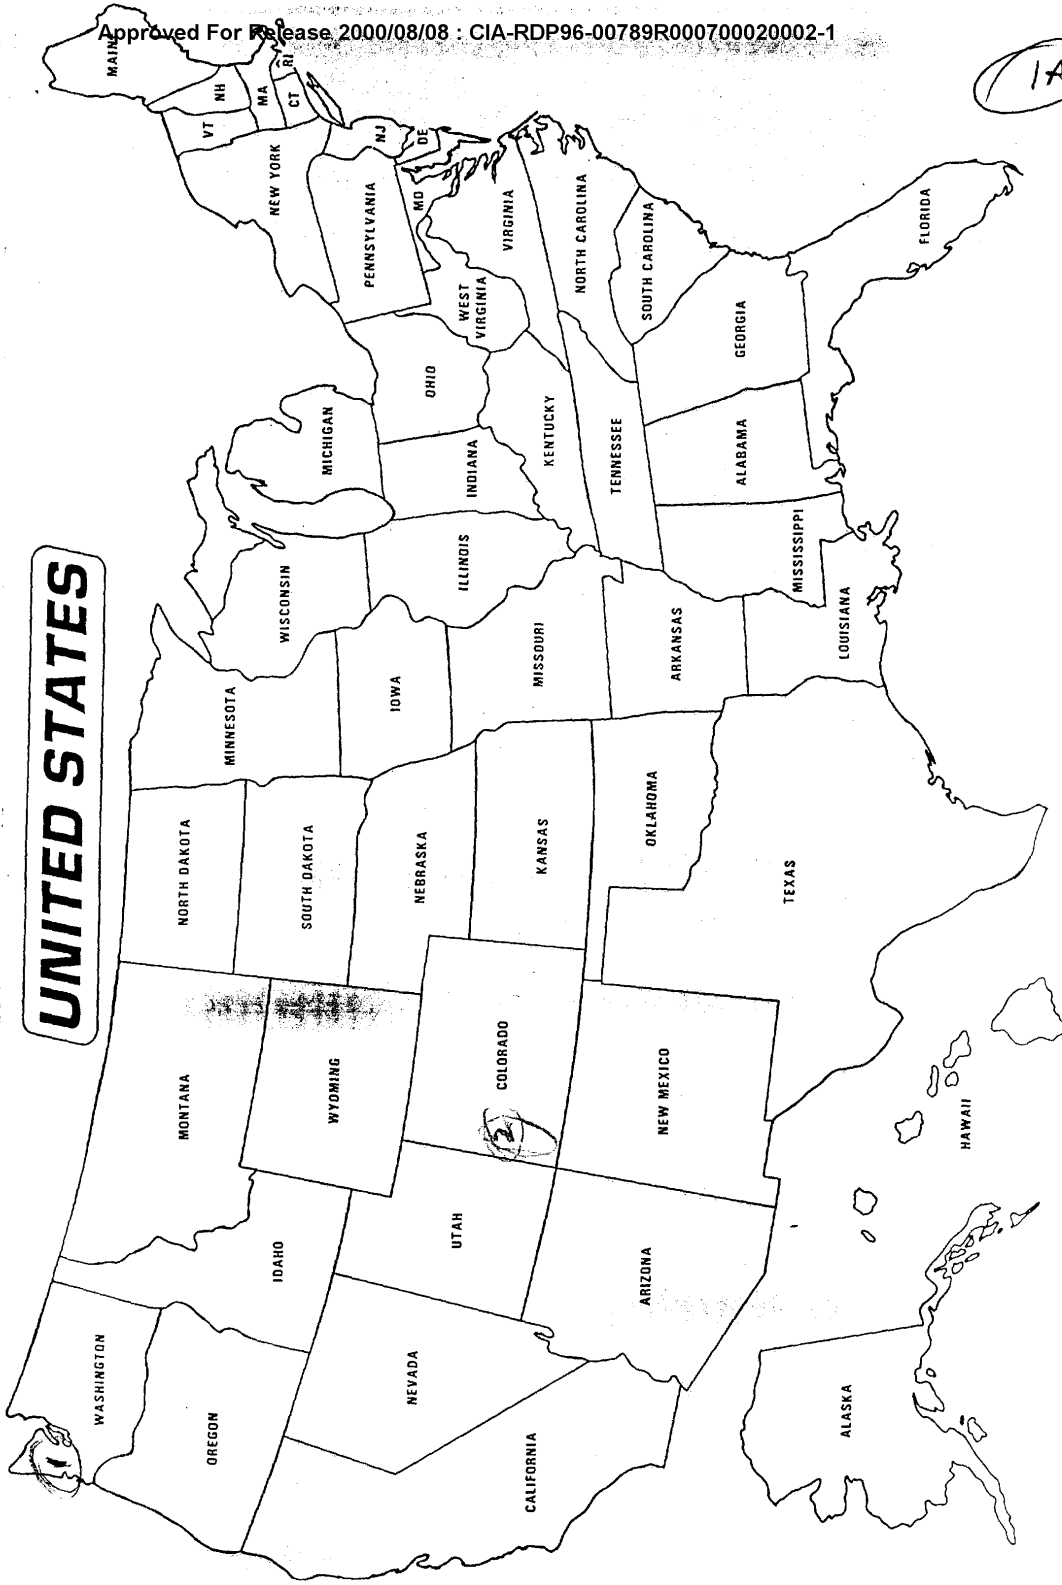 Approved For Release 2000/08/08 : CIA-RDP96-00789R000700020002-1
1A
UNITED STATES
WASHINGTON
OREGON
CALIFORNIA
NEVADA
IDAHO
MONTANA
WYOMING
UTAH
ARIZONA
COLORADO
NEW MEXICO
NORTH DAKOTA
SOUTH DAKOTA
NEBRASKA
KANSAS
OKLAHOMA
TEXAS
MINNESOTA
IOWA
MISSOURI
ARKANSAS
LOUISIANA
WISCONSIN
ILLINOIS
MICHIGAN
INDIANA
OHIO
KENTUCKY
TENNESSEE
MISSISSIPPI
ALABAMA
GEORGIA
FLORIDA
SOUTH CAROLINA
NORTH CAROLINA
VIRGINIA
WEST
VIRGINIA
MD
DE
PENNSYLVANIA
NJ
NEW YORK
CT
RI
MA
VT
NH
MAINE
ALASKA
HAWAII
1
2